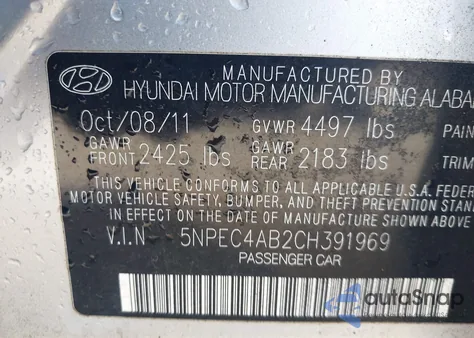 MANUFACTURED BY
HYUNDAI MOTOR MANUFACTURING ALABA
Oct/08/11 GVWR 4497 lbs PAIN
GAWR FRONT 2425 lbs GAWR REAR 2183 lbs TRIM
THIS VEHICLE CONFORMS TO ALL APPLICABLE U.S.A. FEDER
MOTOR VEHICLE SAFETY, BUMPER, AND THEFT PREVENTION STAND
IN EFFECT ON THE DATE OF MANUFACTURE SHOWN ABOVE.
V.I.N 5NPEC4AB2CH391969
PASSENGER CAR
autoSnap